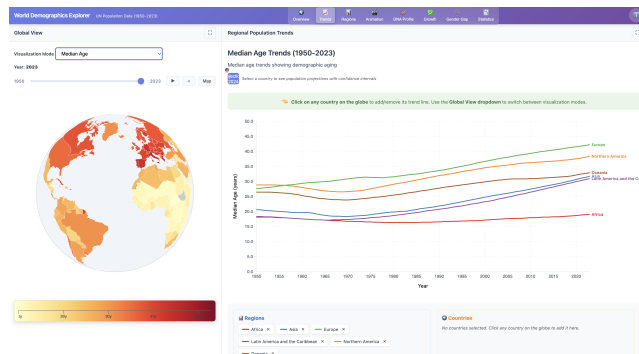 World Demographics Explorer UN Population Data (1950-2023)
Overview Trends Regions Animation DNA Profile Growth Gender Gap Statistics
Global View
Regional Population Trends
Visualization Mode Median Age
Year: 2023
1950 2023 Map
Median Age Trends (1950-2023)
Median age trends showing demographic aging
Select a country to see population projections with confidence intervals
Click on any country on the globe to add/remove its trend line. Use the Global View dropdown to switch between visualization modes.
Median Age (years)
50.0
45.0
40.0
35.0
30.0
25.0
20.0
15.0
10.0
5.0
0.0
1950 1955 1960 1965 1970 1975 1980 1985 1990 1995 2000 2005 2010 2015 2020
Year
Europe
Northern America
Oceania
Latin America and the Ca
Africa
Regions
Africa × Asia × Europe ×
Latin America and the Caribbean × Northern America ×
Oceania ×
Countries
No countries selected. Click any country on the globe to add it here.